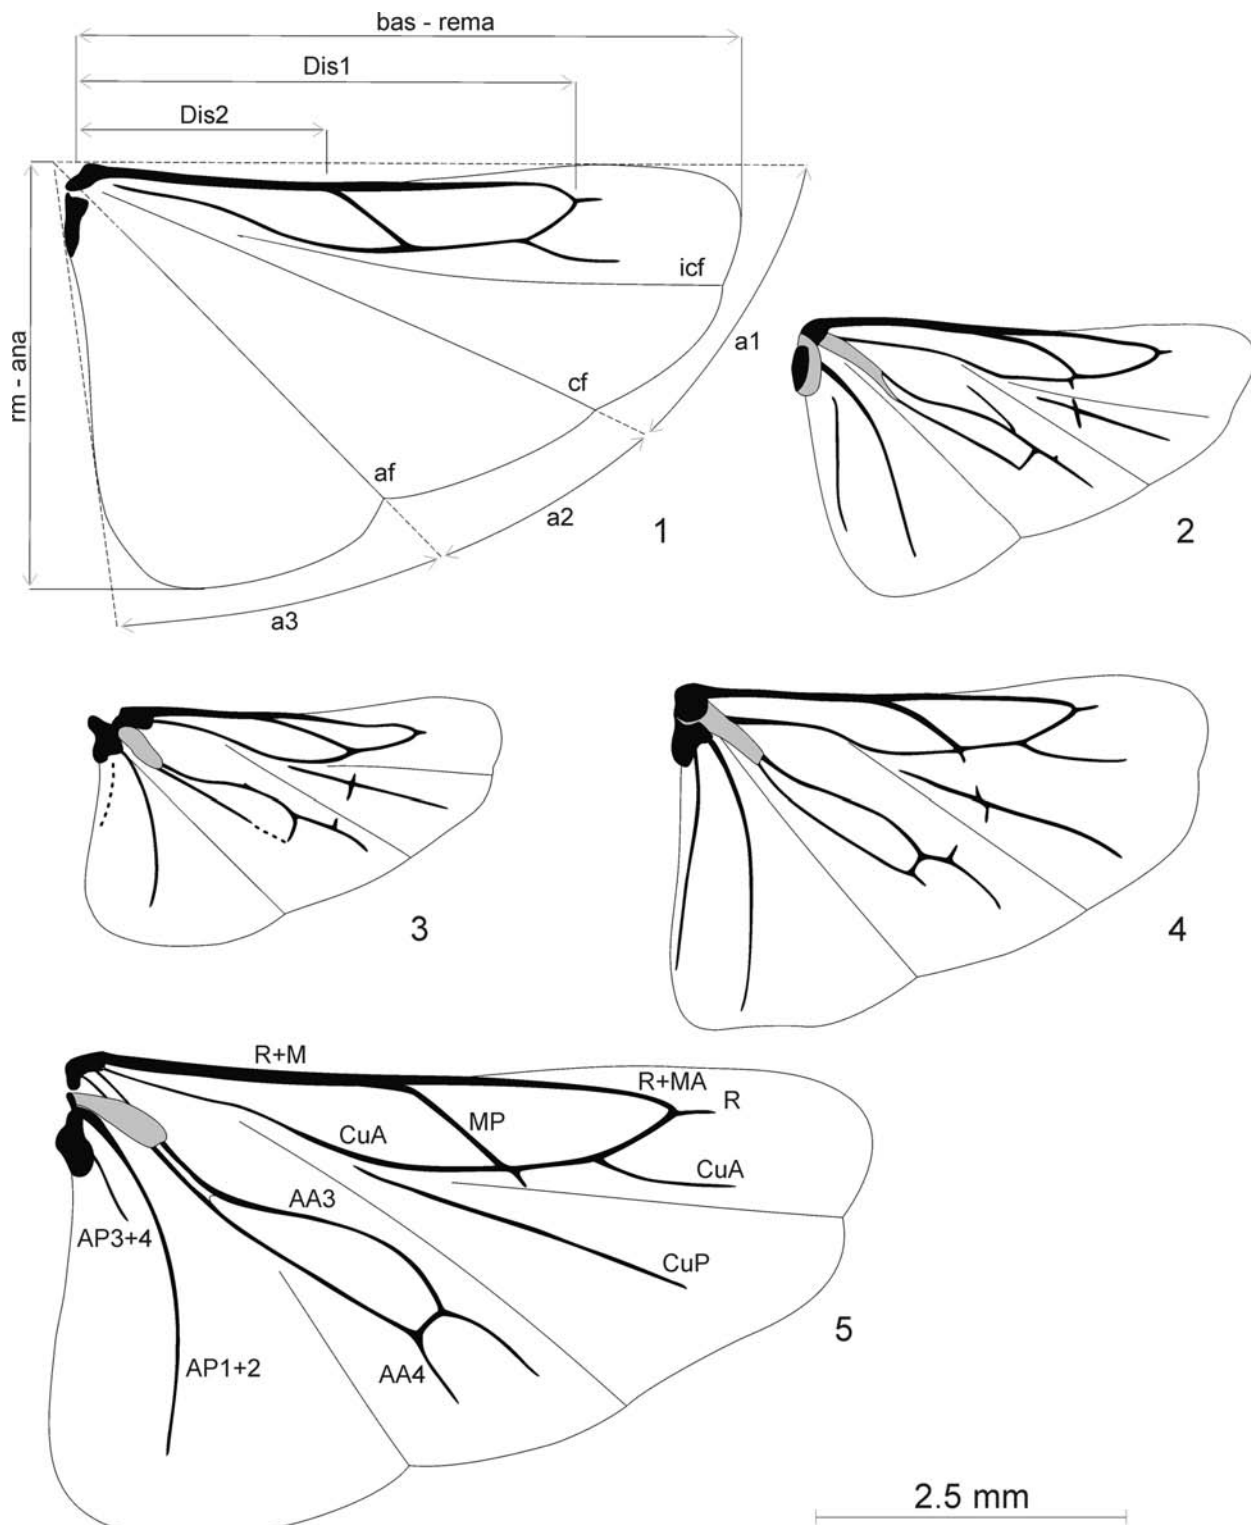 bas - rema
Dis1
Dis2
rm - ana
icf
a1
cf
af
a2
1
2
a3
3
4
R+M
R+MA
R
MP
CuA
CuA
AA3
AP3+4
CuP
5
AP1+2
AA4
2.5 mm